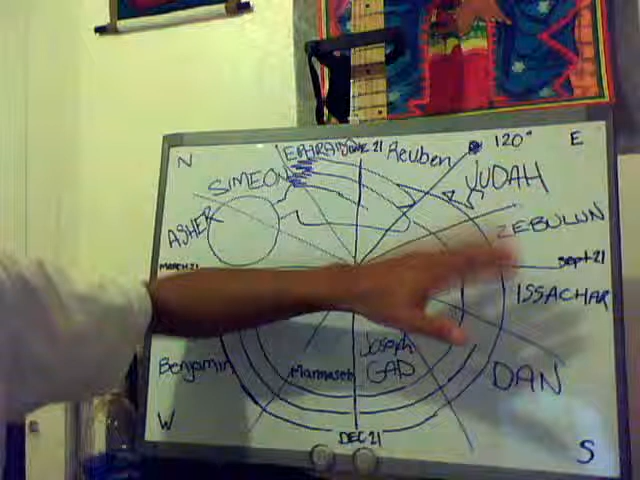 N
E
120°
EPHRAIM
JUNE 21
Reuben
SIMEON
JUDAH
ASHER
ZEBULUN
MARCH 21
Sept 21
ISSACHAR
Joseph
Benjamin
Mannaseh
GAD
DAN
W
DEC 21
S